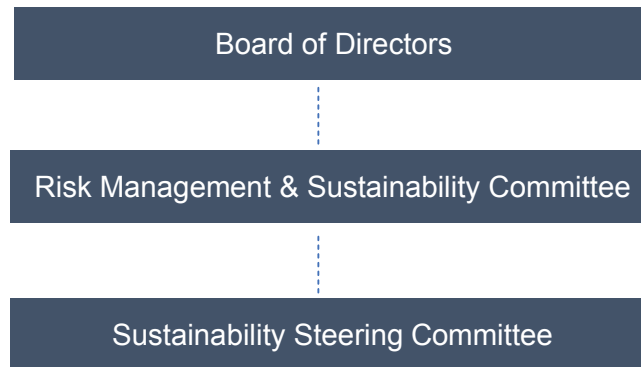 Board of Directors
Risk Management & Sustainability Committee
Sustainability Steering Committee